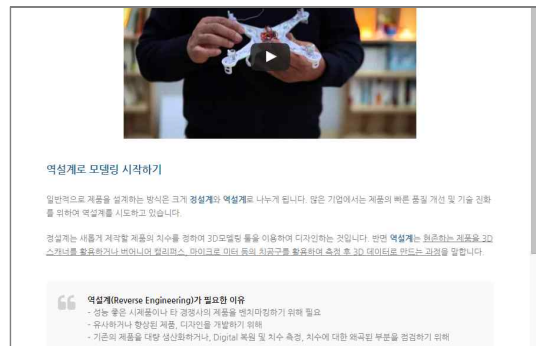 역설계로 모델링 시작하기
일반적으로 제품을 설계하는 방식은 크게 정설계와 역설계로 나누게 됩니다. 많은 기업에서는 제품의 빠른 품질 개선 및 기술 진화
를 위하여 역설계를 시도하고 있습니다.
정설계는 새롭게 제작할 제품의 치수를 정하여 3D모델링 툴을 이용하여 디자인하는 것입니다. 반면 역설계는 현존하는 제품을 3D
스캐너를 활용하거나 버어니어 캘리퍼스, 마이크로 미터 등의 치공구를 활용하여 측정 후 3D 데이터로 만드는 과정을 말합니다.
역설계(Reverse Engineering)가 필요한 이유
- 성능 좋은 시제품이나 타 경쟁사의 제품을 벤치마킹하기 위해 필요
- 유사하거나 향상된 제품, 디자인을 개발하기 위해
- 기존의 제품을 대량 생산화하거나, Digital 복원 및 치수 측정, 치수에 대한 왜곡된 부분을 점검하기 위해